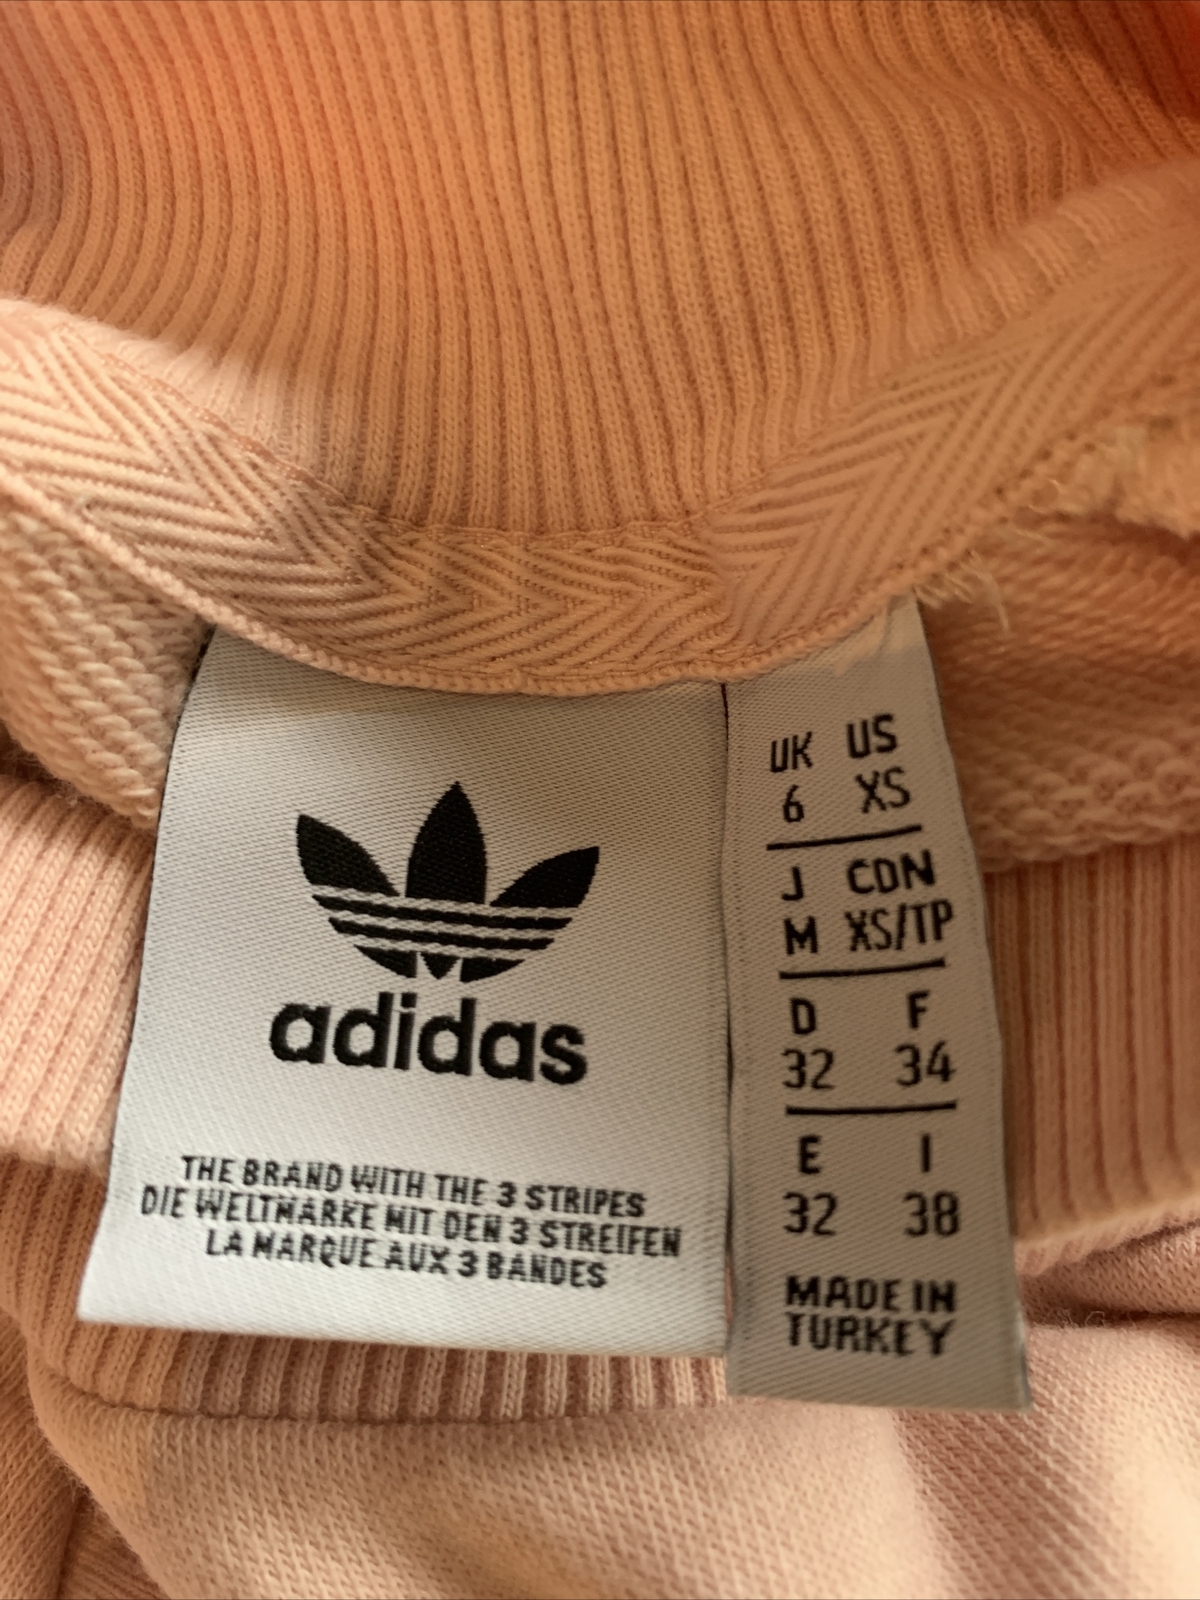 adidas
THE BRAND WITH THE 3 STRIPES
DIE WELTMARKE MIT DEN 3 STREIFEN
LA MARQUE AUX 3 BANDES
UK US
6 XS
J CDN
M XS/TP
D F
32 34
E I
32 38
MADE IN
TURKEY